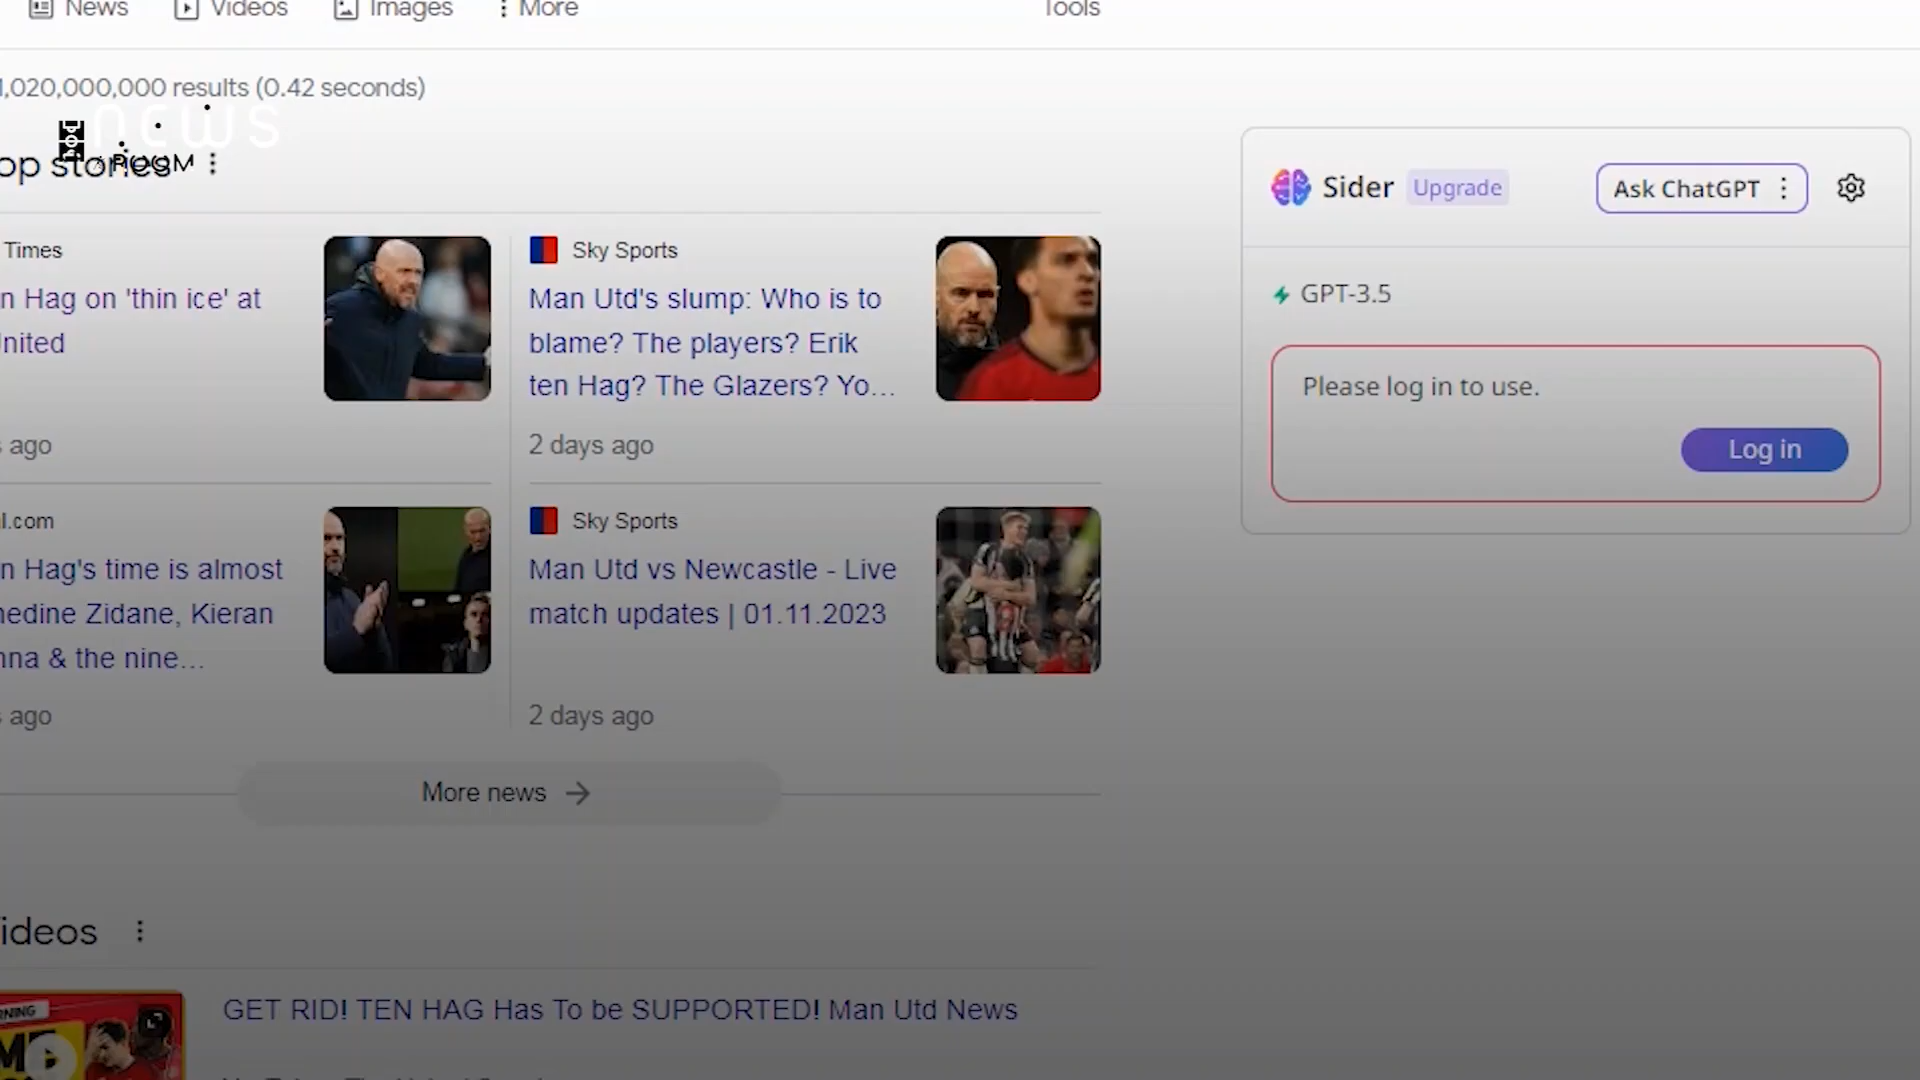 News
Videos
Images
More
Tools
1,020,000,000 results (0.42 seconds)
news
ROOM
op stories
Times
n Hag on 'thin ice' at
nited
s ago
Sky Sports
Man Utd's slump: Who is to
blame? The players? Erik
ten Hag? The Glazers? Yo...
2 days ago
l.com
n Hag's time is almost
nedine Zidane, Kieran
nna & the nine...
s ago
Sky Sports
Man Utd vs Newcastle - Live
match updates | 01.11.2023
2 days ago
More news
Sider
Upgrade
Ask ChatGPT
GPT-3.5
Please log in to use.
Log in
ideos
GET RID! TEN HAG Has To be SUPPORTED! Man Utd News